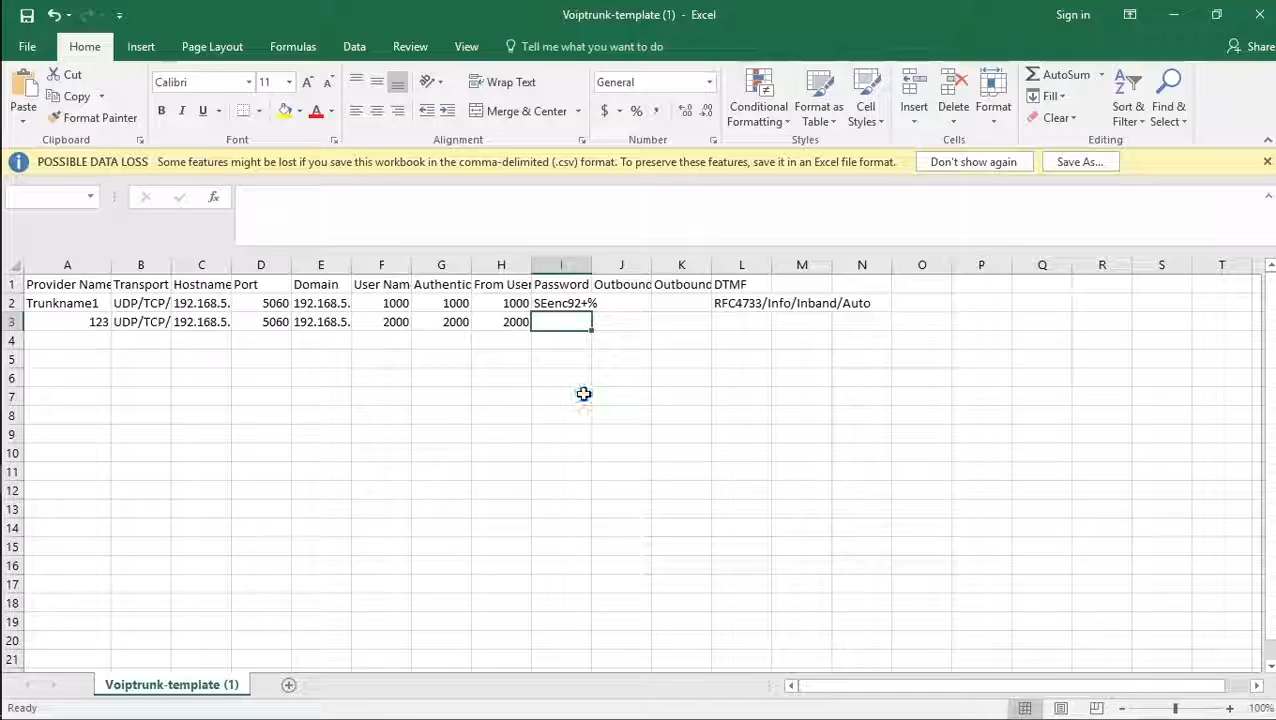 Voiptrunk-template (1) - Excel
Sign in
File Home Insert Page Layout Formulas Data Review View Tell me what you want to do Share
Paste
Cut
Copy
Format Painter
Calibri 11
B I U
Wrap Text
Merge & Center
General
$ % ,
Conditional Formatting
Format as Table
Cell Styles
Insert
Delete
Format
AutoSum
Fill
Clear
Sort & Filter
Find & Select
Clipboard Font Alignment Number Styles Cells Editing
POSSIBLE DATA LOSS Some features might be lost if you save this workbook in the comma-delimited (.csv) format. To preserve these features, save it in an Excel file format. Don't show again Save As...
fx
A B C D E F G H I J K L M N O P Q R S T
1 Provider Name Transport Hostname Port Domain User Nam Authentic From User Password Outbound Outbound DTMF
2 Trunkname1 UDP/TCP/ 192.168.5. 5060 192.168.5. 1000 1000 1000 SEenc92+% RFC4733/Info/Inband/Auto
3 123 UDP/TCP/ 192.168.5. 5060 192.168.5. 2000 2000 2000
4
5
6
7
8
9
10
11
12
13
14
15
16
17
18
19
20
21
Voiptrunk-template (1)
Ready
100%